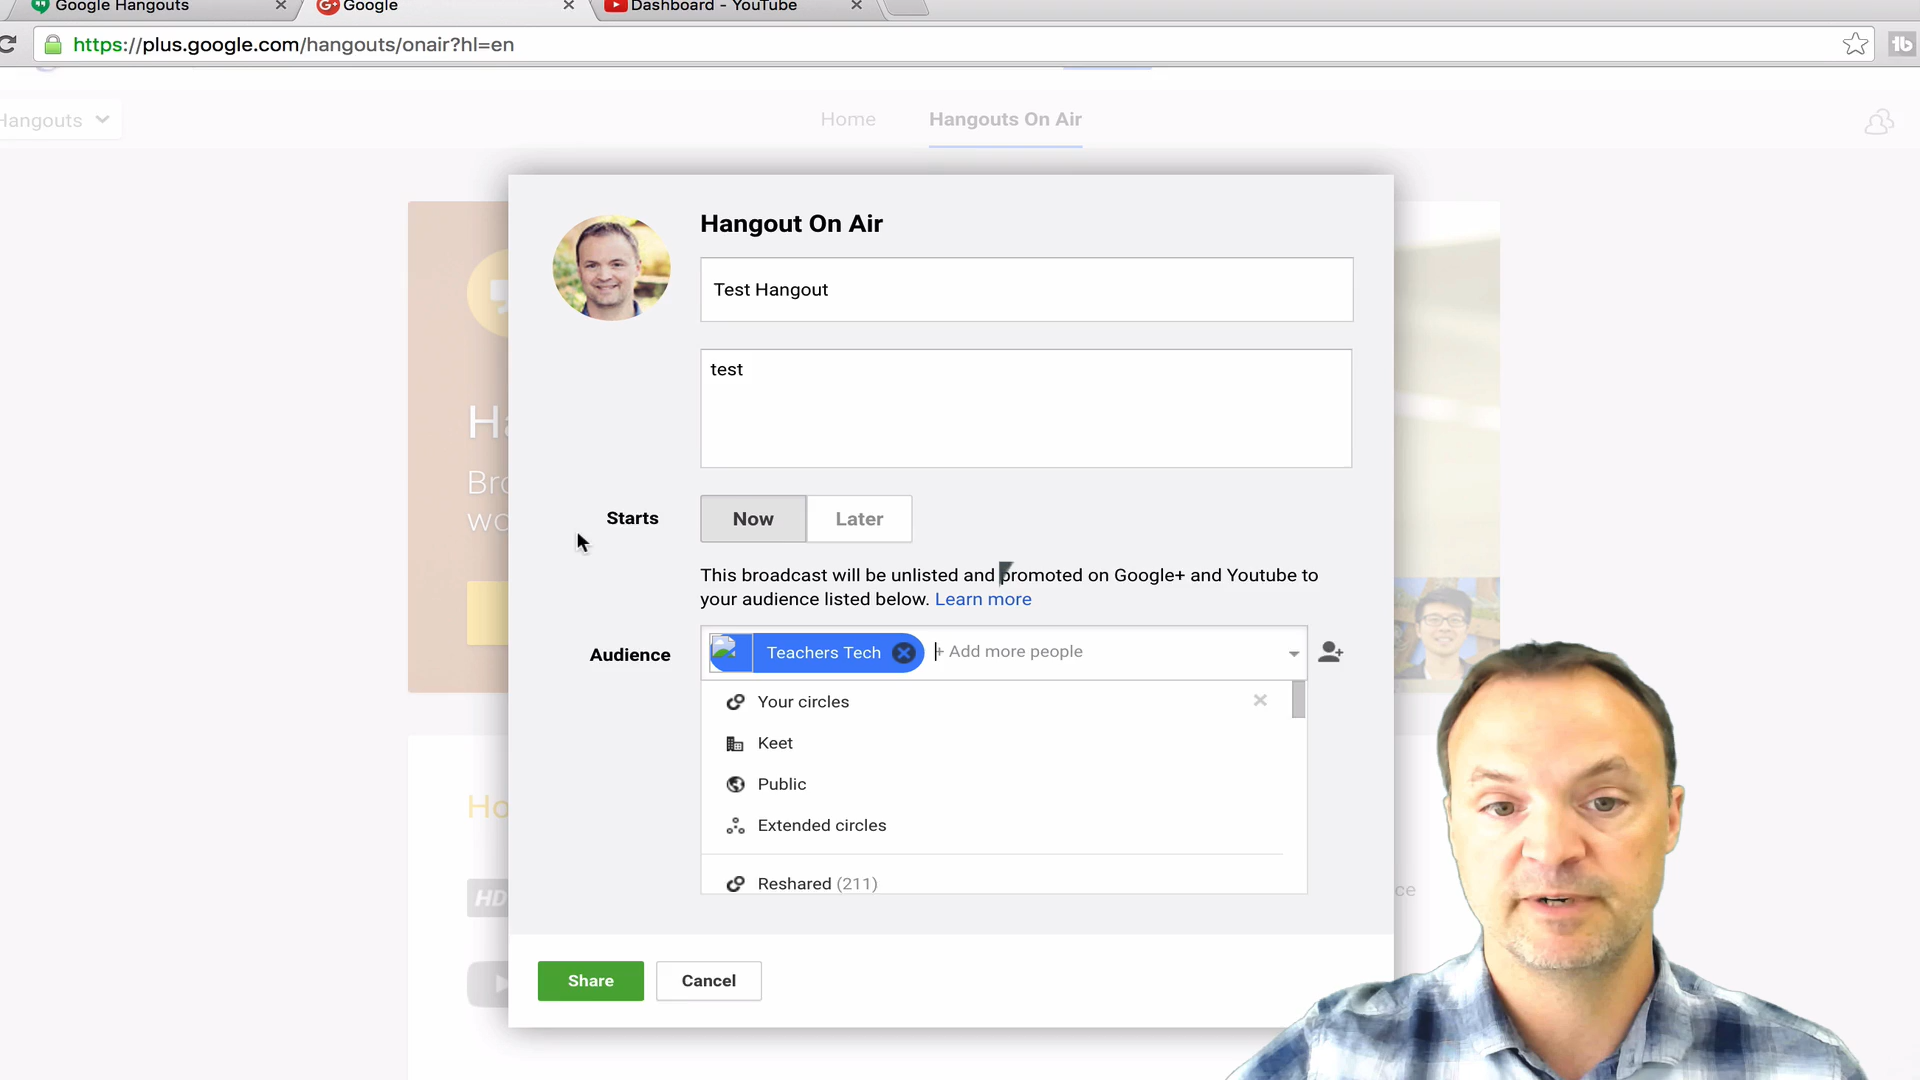 Google Hangouts
Google
Dashboard - YouTube
https://plus.google.com/hangouts/onair?hl=en
Hangouts
Home
Hangouts On Air
Hangout On Air
Test Hangout
test
Starts
Now
Later
This broadcast will be unlisted and promoted on Google+ and Youtube to
your audience listed below. Learn more
Audience
Teachers Tech
+ Add more people
Your circles
Keet
Public
Extended circles
Reshared (211)
HD
Share
Cancel